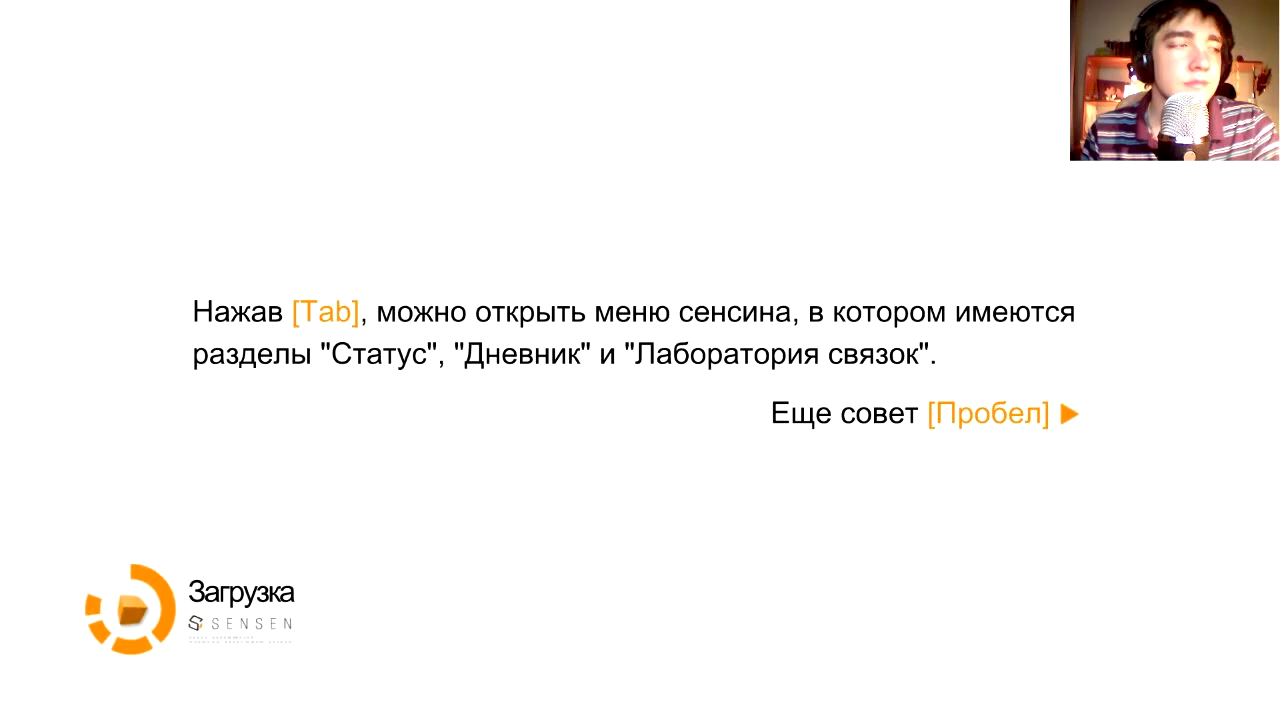 Нажав [Tab], можно открыть меню сенсина, в котором имеются
разделы "Статус", "Дневник" и "Лаборатория связок".
Еще совет [Пробел]
Загрузка
SENSEN